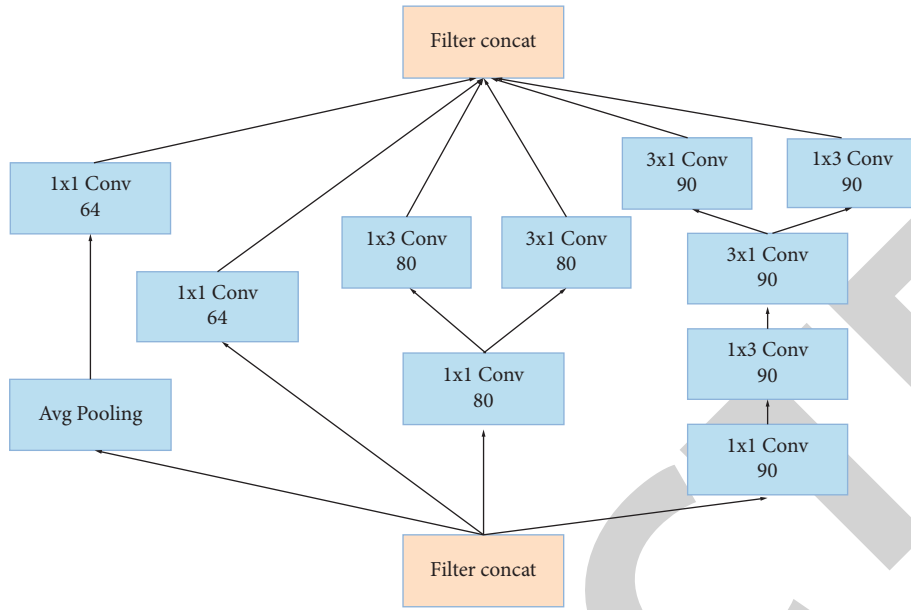 Filter concat
3x1 Conv
90
1x3 Conv
90
1x1 Conv
64
1x3 Conv
80
3x1 Conv
80
3x1 Conv
90
1x1 Conv
64
1x3 Conv
90
1x1 Conv
80
Avg Pooling
1x1 Conv
90
Filter concat